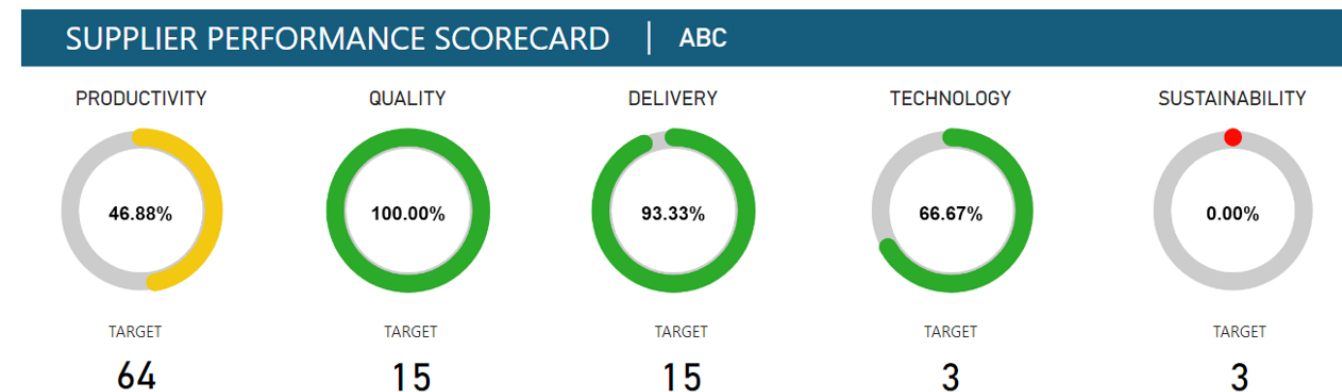 SUPPLIER PERFORMANCE SCORECARD | ABC
PRODUCTIVITY QUALITY DELIVERY TECHNOLOGY SUSTAINABILITY
46.88% 100.00% 93.33% 66.67% 0.00%
TARGET TARGET TARGET TARGET TARGET
64 15 15 3 3